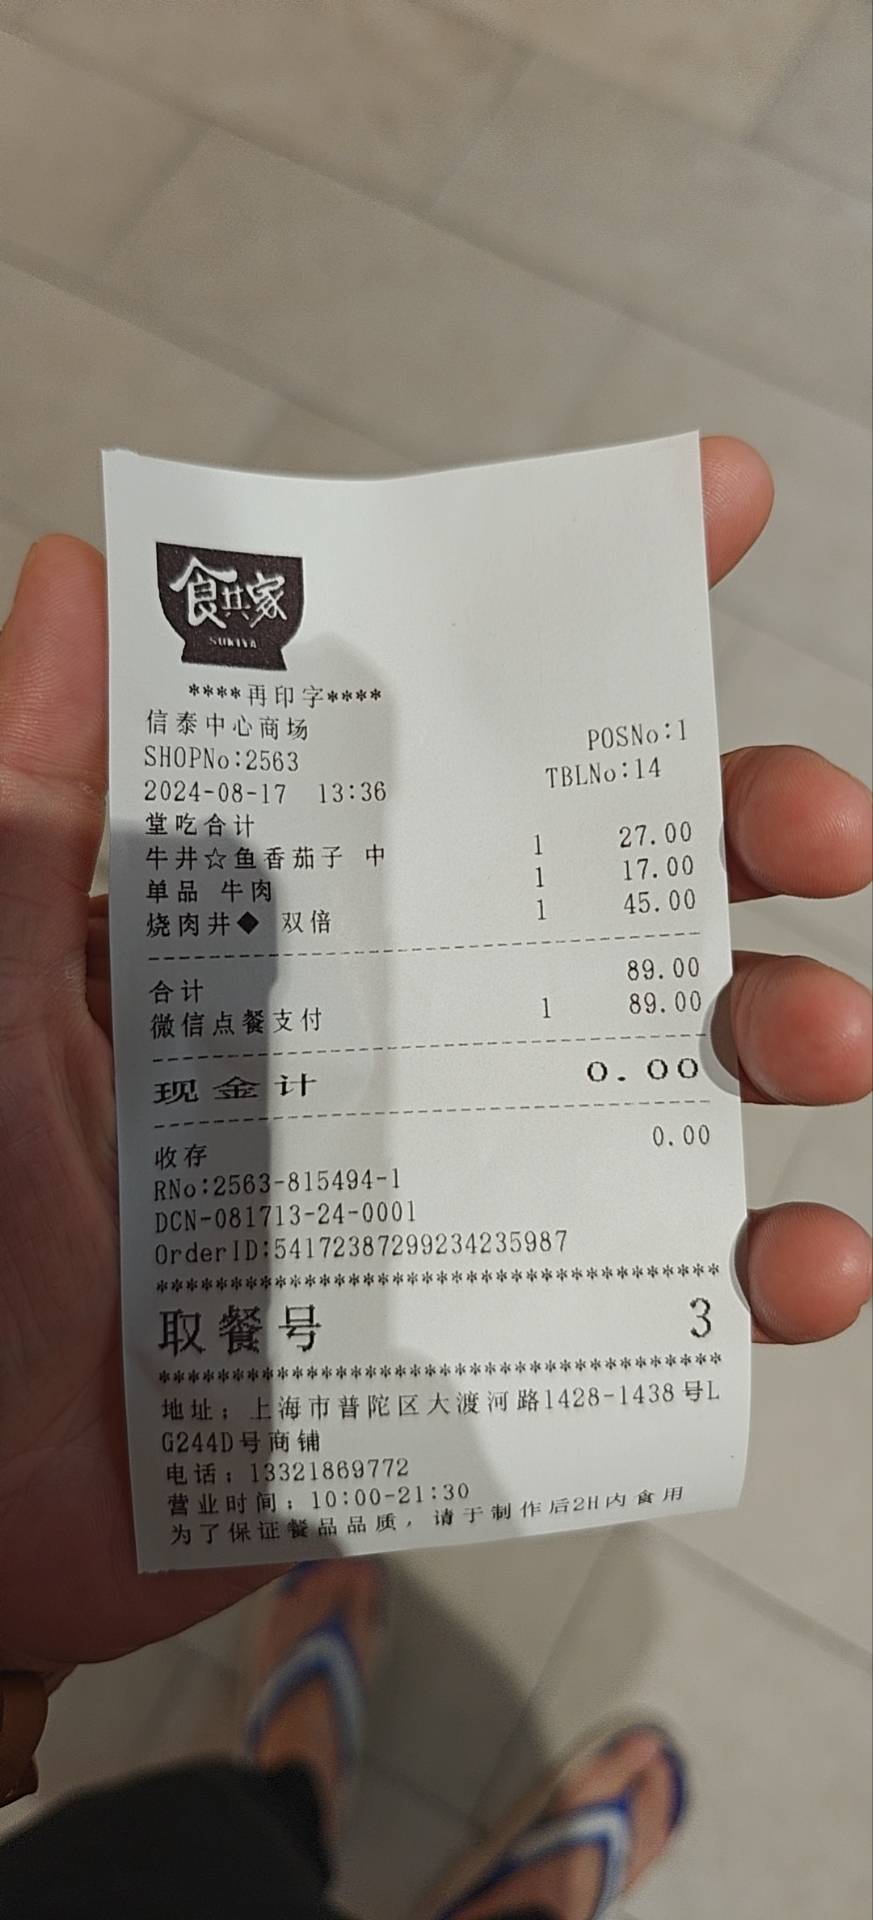 食其家
SUKIYA
****再印字****
信泰中心商场
SHOPNo:2563 POSNo:1
2024-08-17 13:36 TBLNo:14
堂吃合计
牛丼☆鱼香茄子 中 1 27.00
单品 牛肉 1 17.00
烧肉丼◆ 双倍 1 45.00
合计 89.00
微信点餐支付 1 89.00
现金计 0.00
收存 0.00
RNo:2563-815494-1
DCN-081713-24-0001
OrderID:54172387299234235987
****************************************
取餐号 3
****************************************
地址：上海市普陀区大渡河路1428-1438号L
G244D号商铺
电话：13321869772
营业时间：10:00-21:30
为了保证餐品品质，请于制作后2H内食用